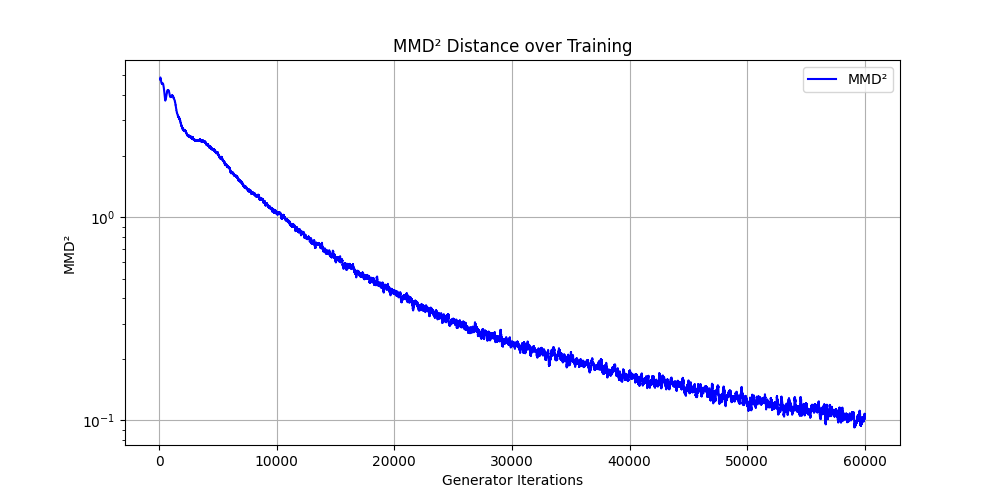 MMD² Distance over Training
MMD²
10⁰
10⁻¹
MMD²
0 10000 20000 30000 40000 50000 60000
Generator Iterations